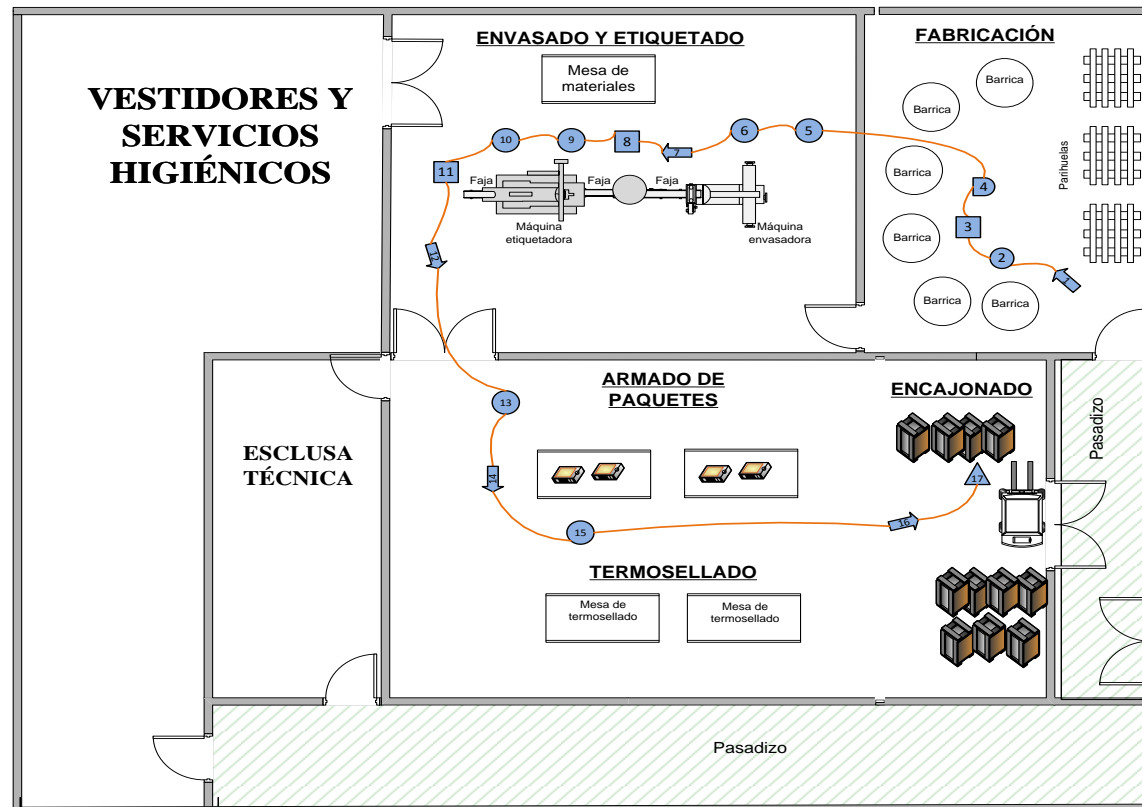 VESTIDORES Y
SERVICIOS
HIGIÉNICOS
ENVASADO Y ETIQUETADO
Mesa de
materiales
10
9
8
7
6
5
11
Faja
Faja
Faja
Máquina
etiquetadora
Máquina
envasadora
12
FABRICACIÓN
Barrica
Barrica
Barrica
Barrica
Barrica
Barrica
Parihuelas
4
3
2
1
ESCLUSA
TÉCNICA
ARMADO DE
PAQUETES
ENCAJONADO
13
14
15
16
17
TERMOSELLADO
Mesa de
termosellado
Mesa de
termosellado
Pasadizo
Pasadizo